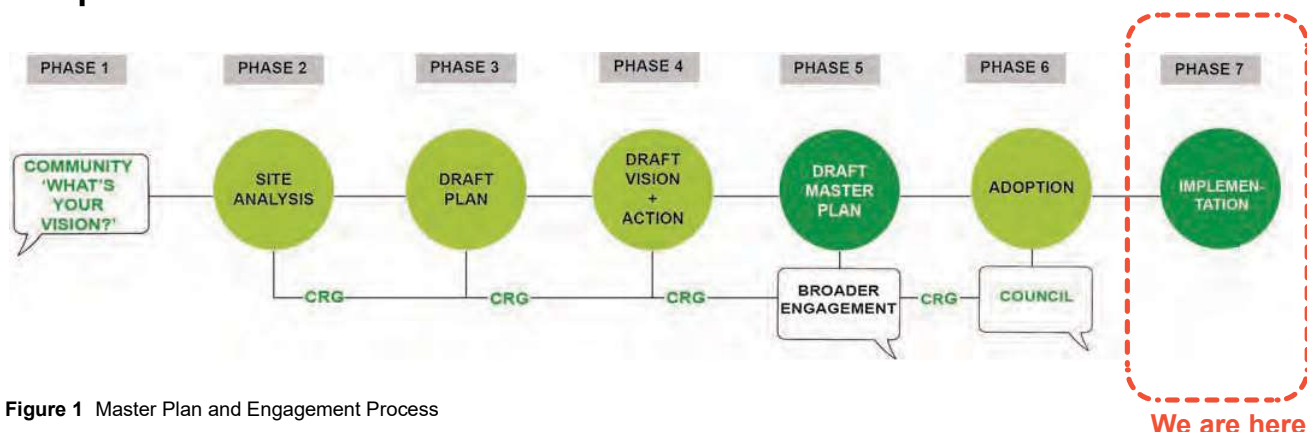 PHASE 1
PHASE 2
PHASE 3
PHASE 4
PHASE 5
PHASE 6
PHASE 7
COMMUNITY
'WHAT'S
YOUR
VISION?'
SITE
ANALYSIS
DRAFT
PLAN
DRAFT
VISION
+
ACTION
DRAFT
MASTER
PLAN
ADOPTION
IMPLEMEN-
TATION
CRG
CRG
CRG
BROADER
ENGAGEMENT
CRG
COUNCIL
Figure 1 Master Plan and Engagement Process
We are here